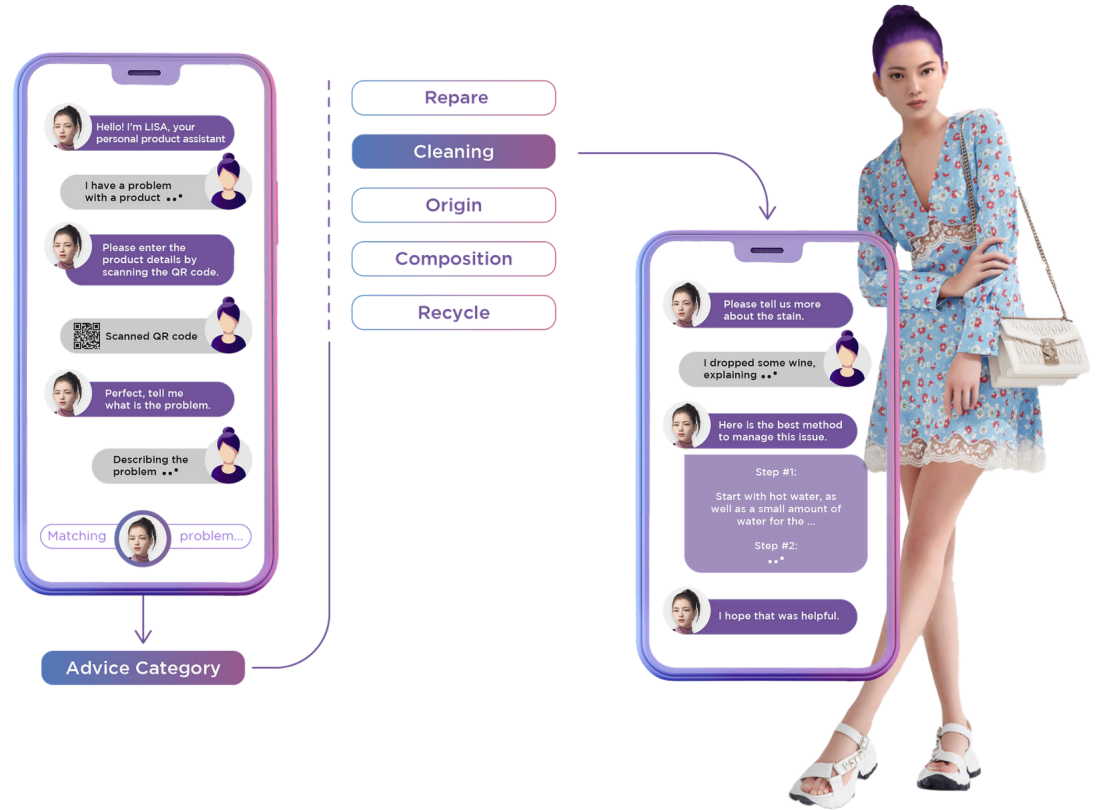 Hello! I'm LISA, your
personal product assistant
I have a problem
with a product
Please enter the
product details by
scanning the QR code.
Scanned QR code
Perfect, tell me
what is the problem.
Describing the
problem
Matching problem...
Advice Category
Repare
Cleaning
Origin
Composition
Recycle
Please tell us more
about the stain.
I dropped some wine,
explaining
Here is the best method
to manage this issue.
Step #1:
Start with hot water, as
well as a small amount of
water for the ...
Step #2:
I hope that was helpful.